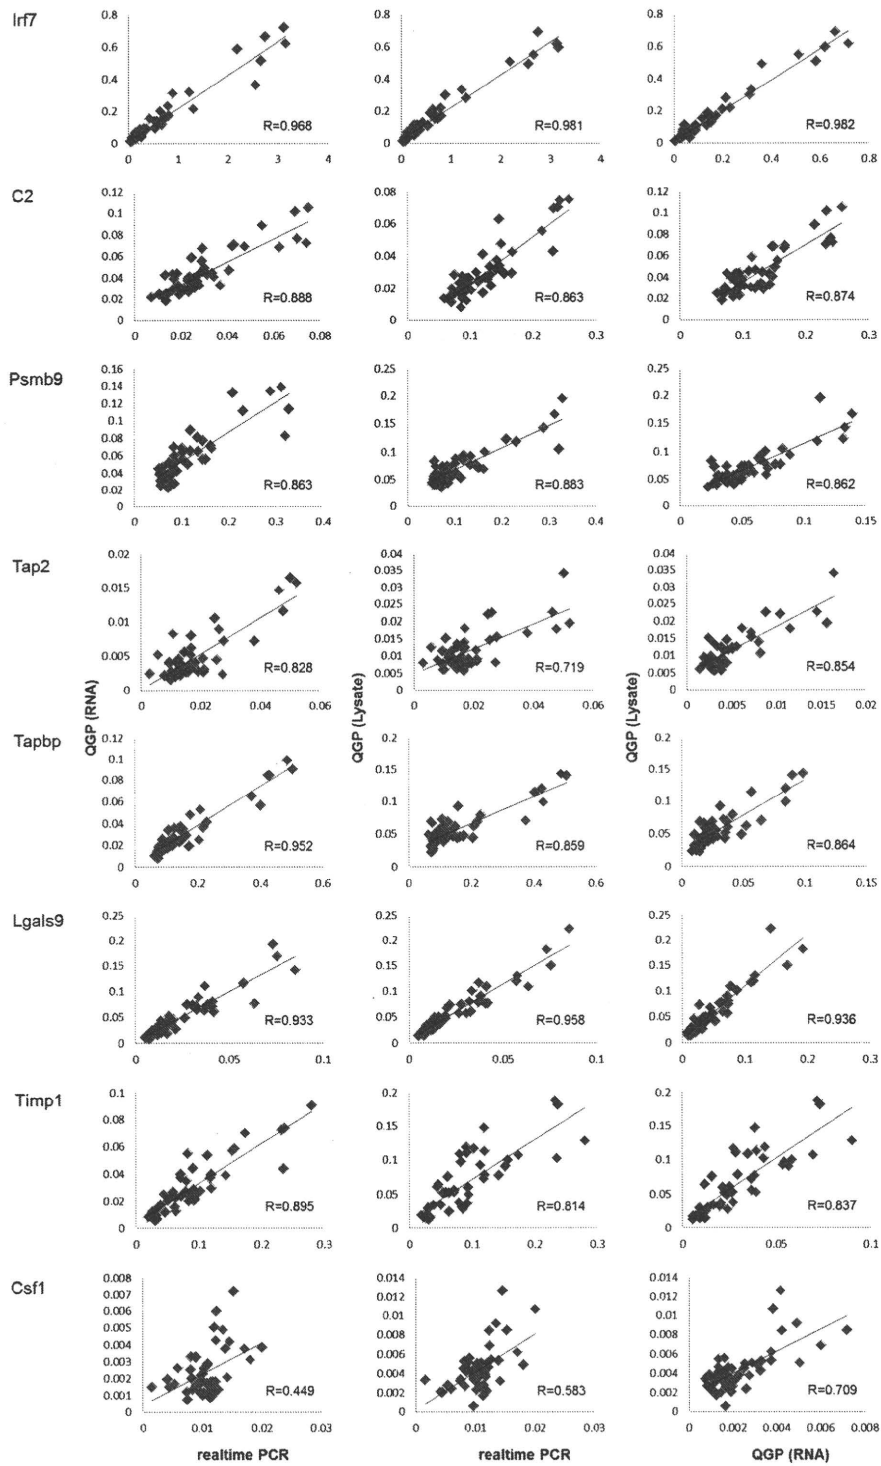 Irf7
0.8
0.6
0.4
0.2
0
R=0.968
0 1 2 3 4
0.8
0.6
0.4
0.2
0
R=0.981
0 1 2 3 4
0.8
0.6
0.4
0.2
0
R=0.982
0 0.2 0.4 0.6 0.8
C2
0.12
0.1
0.08
0.06
0.04
0.02
0
R=0.888
0 0.02 0.04 0.06 0.08
0.08
0.06
0.04
0.02
0
R=0.863
0 0.1 0.2 0.3
0.12
0.1
0.08
0.06
0.04
0.02
0
R=0.874
0 0.1 0.2 0.3
Psmb9
0.16
0.14
0.12
0.1
0.08
0.06
0.04
0.02
0
R=0.863
0 0.1 0.2 0.3 0.4
0.25
0.2
0.15
0.1
0.05
0
R=0.883
0 0.1 0.2 0.3 0.4
0.25
0.2
0.15
0.1
0.05
0
R=0.862
0 0.05 0.1 0.15
Tap2
0.02
0.015
0.01
0.005
0
R=0.828
0 0.02 0.04 0.06
0.04
0.035
0.03
0.025
0.02
0.015
0.01
0.005
0
R=0.719
0 0.02 0.04 0.06
0.04
0.035
0.03
0.025
0.02
0.015
0.01
0.005
0
R=0.854
0 0.005 0.01 0.015 0.02
QGP (RNA)
QGP (Lysate)
QGP (Lysate)
Tapbp
0.12
0.1
0.08
0.06
0.04
0.02
0
R=0.952
0 0.2 0.4 0.6
0.2
0.15
0.1
0.05
0
R=0.859
0 0.2 0.4 0.6
0.2
0.15
0.1
0.05
0
R=0.864
0 0.05 0.1 0.15
Lgals9
0.25
0.2
0.15
0.1
0.05
0
R=0.933
0 0.05 0.1
0.25
0.2
0.15
0.1
0.05
0
R=0.958
0 0.05 0.1
0.25
0.2
0.15
0.1
0.05
0
R=0.936
0 0.1 0.2 0.3
Timp1
0.1
0.08
0.06
0.04
0.02
0
R=0.895
0 0.1 0.2 0.3
0.2
0.15
0.1
0.05
0
R=0.814
0 0.1 0.2 0.3
0.2
0.15
0.1
0.05
0
R=0.837
0 0.05 0.1
Csf1
0.008
0.007
0.006
0.005
0.004
0.003
0.002
0.001
0
R=0.449
0 0.01 0.02 0.03
0.014
0.012
0.01
0.008
0.006
0.004
0.002
0
R=0.583
0 0.01 0.02 0.03
0.014
0.012
0.01
0.008
0.006
0.004
0.002
0
R=0.709
0 0.002 0.004 0.006 0.008
realtime PCR
realtime PCR
QGP (RNA)